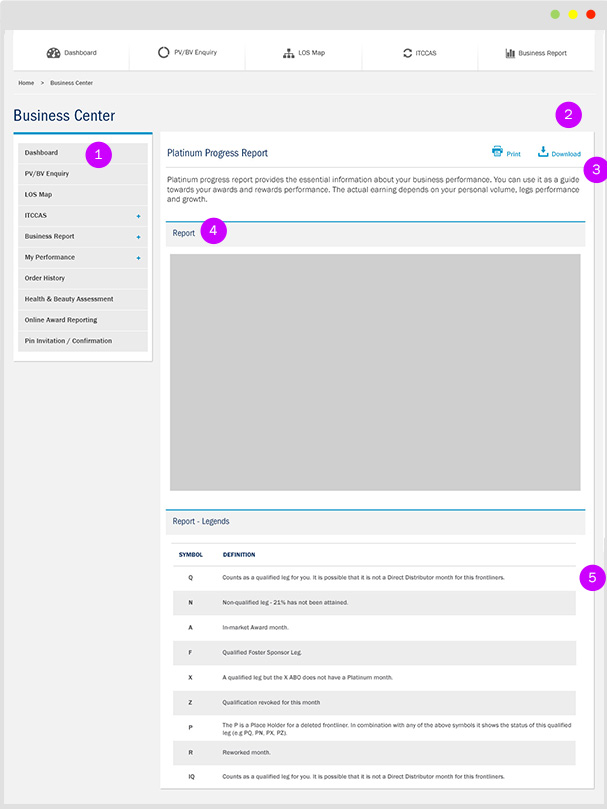 Dashboard
PV/BV Enquiry
LOS Map
ITCCAS
Business Report
Home > Business Center
Business Center
2
Dashboard
1
PV/BV Enquiry
LOS Map
ITCCAS +
Business Report +
My Performance +
Order History
Health & Beauty Assessment
Online Award Reporting
Pin Invitation / Confirmation
Platinum Progress Report
Print
Download
3
Platinum progress report provides the essential information about your business performance. You can use it as a guide
towards your awards and rewards performance. The actual earning depends on your personal volume, legs performance
and growth.
Report
4
Report - Legends
SYMBOL DEFINITION
Q Counts as a qualified leg for you. It is possible that it is not a Direct Distributor month for this frontliners.
5
N Non-qualified leg - 21% has not been attained.
A In-market Award month.
F Qualified Foster Sponsor Leg.
X A qualified leg but the X ABO does not have a Platinum month.
Z Qualification revoked for this month
P The P is a Place Holder for a deleted frontliner. In combination with any of the above symbols it shows the status of this qualified
leg (e.g PQ, PN, PX, PZ).
R Reworked month.
IQ Counts as a qualified leg for you. It is possible that it is not a Direct Distributor month for this frontliners.